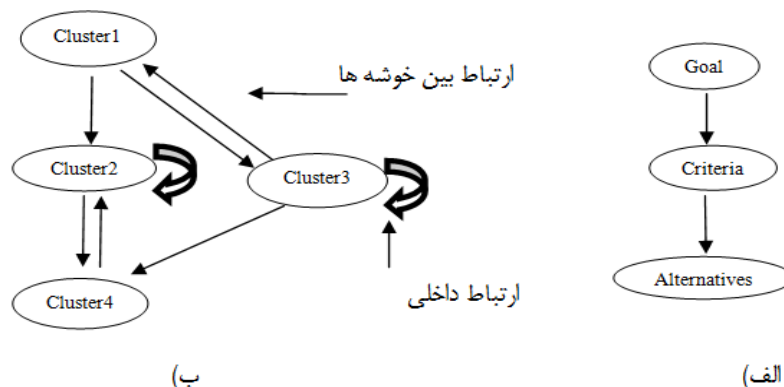 Cluster1
ارتباط بین خوشه ها
Cluster2
Cluster3
Cluster4
ارتباط داخلی
ب)
Goal
Criteria
Alternatives
الف)